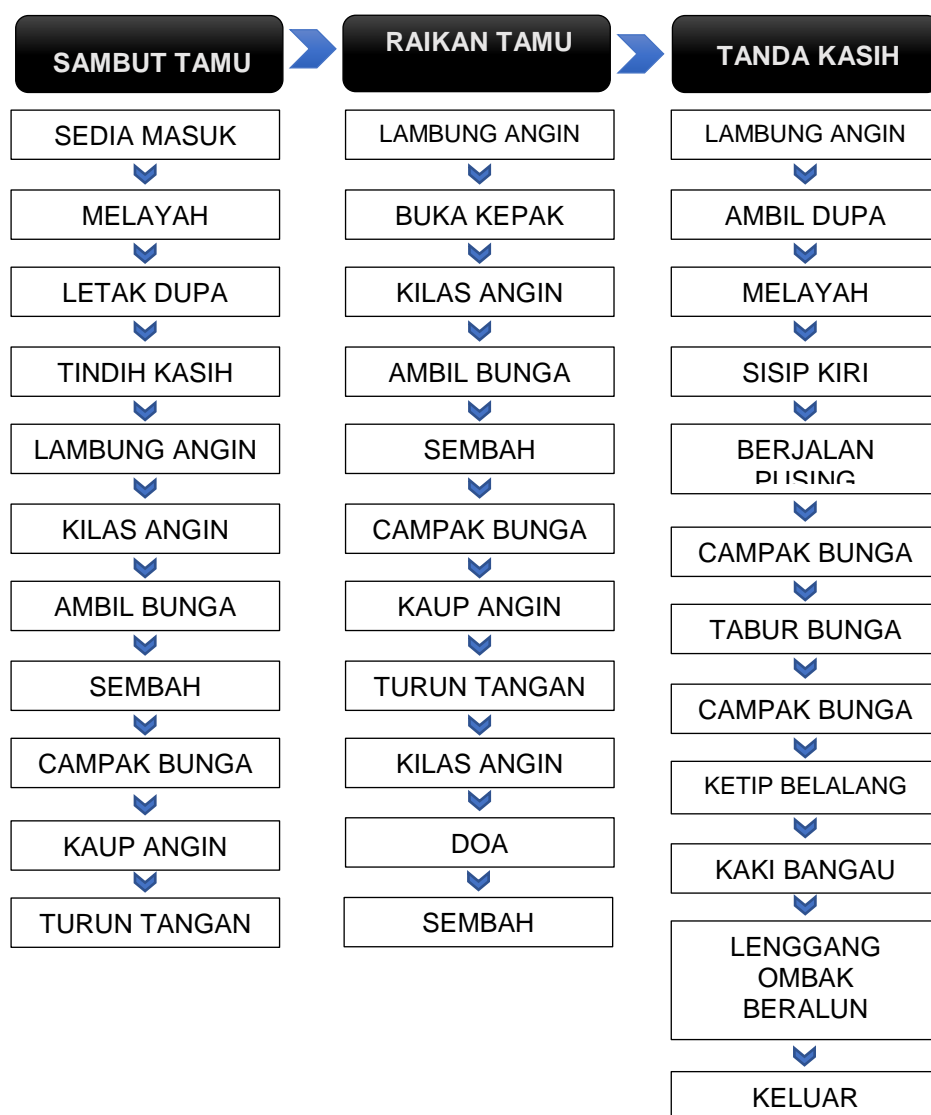 SAMBUT TAMU
RAIKAN TAMU
TANDA KASIH
SEDIA MASUK
MELAYAH
LETAK DUPA
TINDIH KASIH
LAMBUNG ANGIN
KILAS ANGIN
AMBIL BUNGA
SEMBAH
CAMPAK BUNGA
KAUP ANGIN
TURUN TANGAN
LAMBUNG ANGIN
BUKA KEPAK
KILAS ANGIN
AMBIL BUNGA
SEMBAH
CAMPAK BUNGA
KAUP ANGIN
TURUN TANGAN
KILAS ANGIN
DOA
SEMBAH
LAMBUNG ANGIN
AMBIL DUPA
MELAYAH
SISIP KIRI
BERJALAN
PUSING
CAMPAK BUNGA
TABUR BUNGA
CAMPAK BUNGA
KETIP BELALANG
KAKI BANGAU
LENGGANG
OMBAK
BERALUN
KELUAR